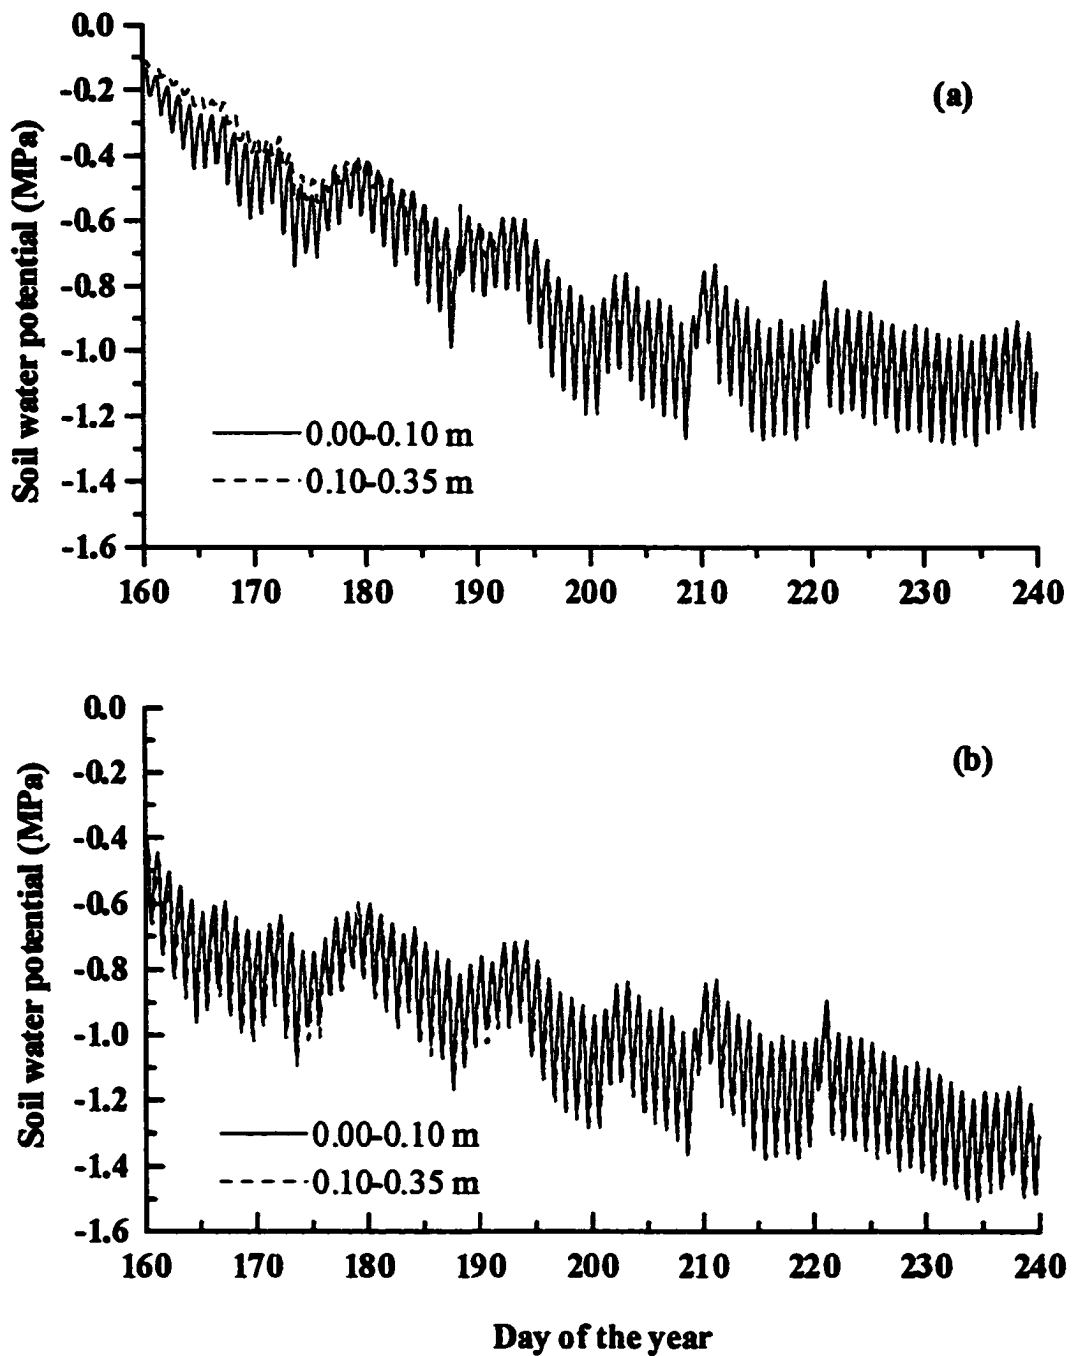 0.0
-0.2
-0.4
-0.6
-0.8
-1.0
-1.2
-1.4
-1.6
Soil water potential (MPa)
(a)
0.00-0.10 m
0.10-0.35 m
160 170 180 190 200 210 220 230 240
0.0
-0.2
-0.4
-0.6
-0.8
-1.0
-1.2
-1.4
-1.6
Soil water potential (MPa)
(b)
0.00-0.10 m
0.10-0.35 m
160 170 180 190 200 210 220 230 240
Day of the year